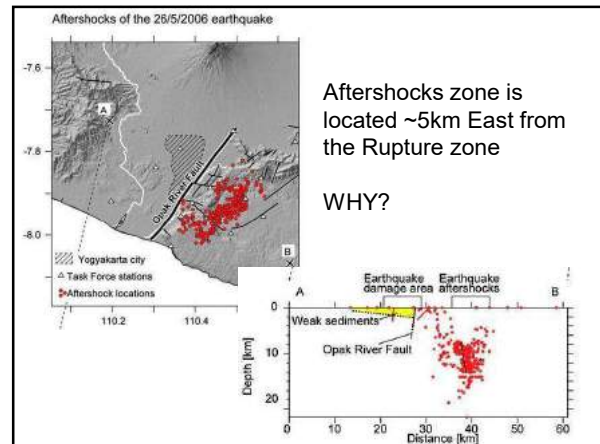 Aftershocks of the 26/5/2006 earthquake
-7.6
-7.8
-8.0
A
Opak River Fault
B
Yogyakarta city
Task Force stations
Aftershock locations
110.2
110.4
Aftershocks zone is
located ~5km East from
the Rupture zone
WHY?
Earthquake
damage area
Earthquake
aftershocks
A
B
0
Weak sediments
Opak River Fault
Depth [km]
10
20
0
10
20
30
40
50
60
Distance [km]